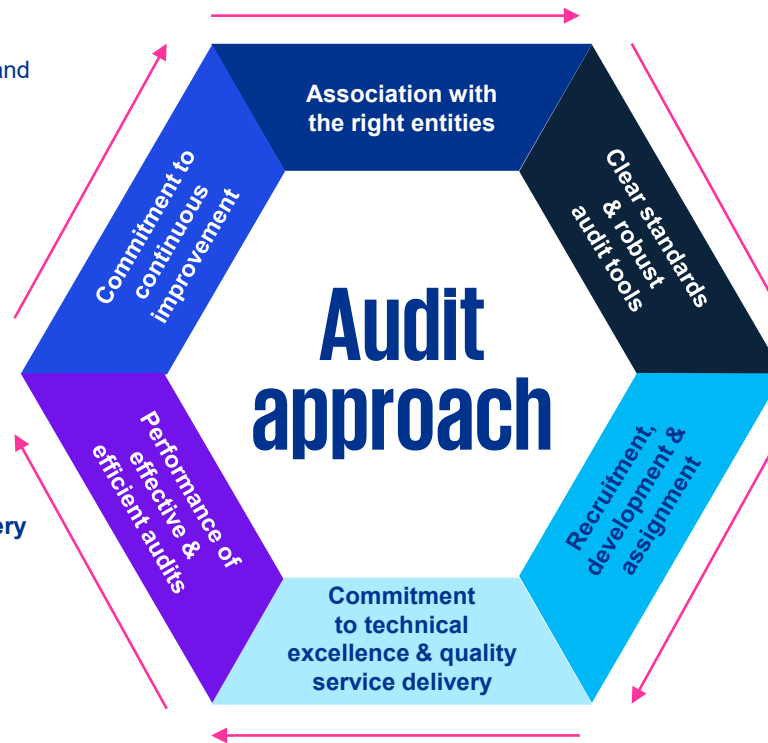 and
Association with
the right entities
Clear standards
& robust
audit tools
Recruitment,
development &
assignment
Commitment
to technical
excellence & quality
service delivery
Performance of
effective &
efficient audits
Commitment to
continuous
improvement
Audit
approach
ery